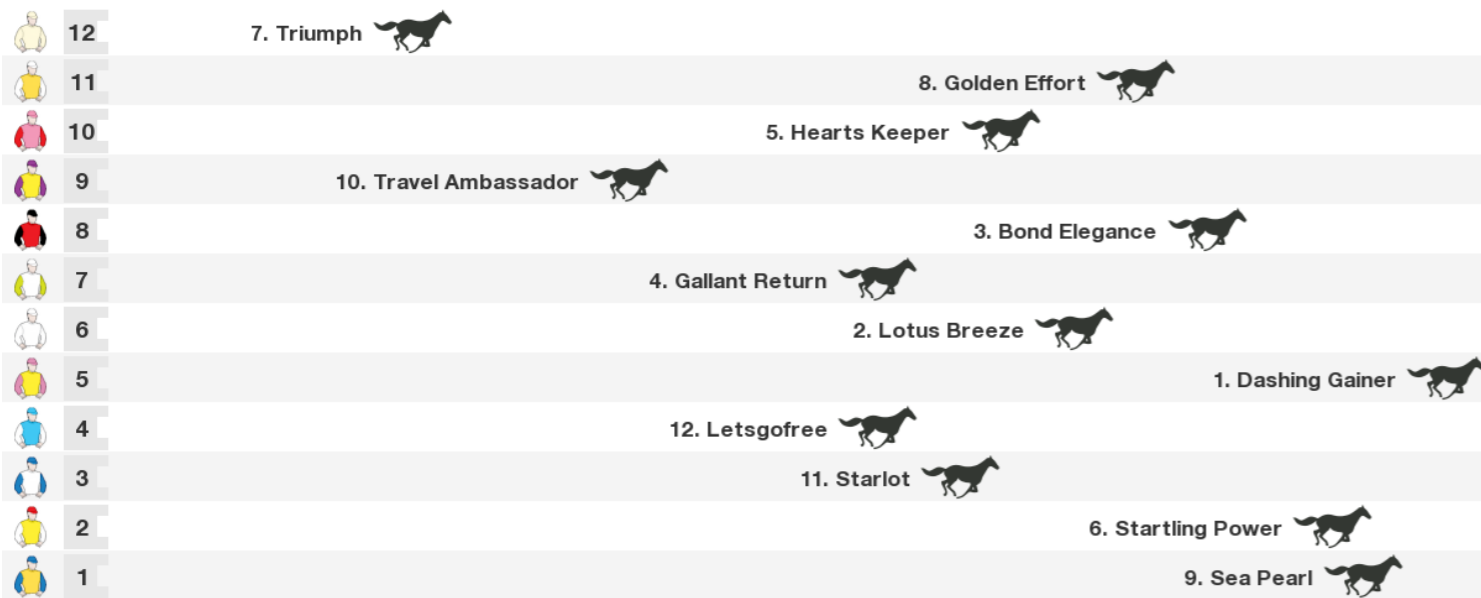 12 7. Triumph
11 8. Golden Effort
10 5. Hearts Keeper
9 10. Travel Ambassador
8 3. Bond Elegance
7 4. Gallant Return
6 2. Lotus Breeze
5 1. Dashing Gainer
4 12. Letsgofree
3 11. Starlot
2 6. Startling Power
1 9. Sea Pearl